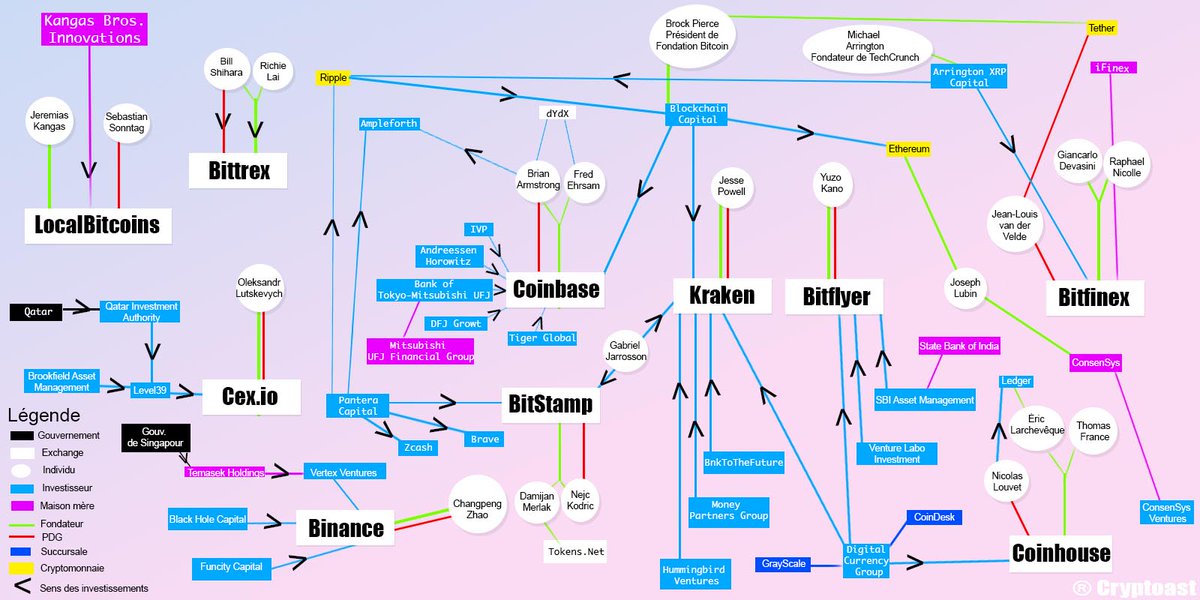 Kangas Bros.
Innovations
Jeremias
Kangas
Sebastian
Sonntag
LocalBitcoins
Bill
Shihara
Richie
Lai
Bittrex
Ripple
Brock Pierce
Président de
Fondation Bitcoin
Michael
Arrington
Fondateur de TechCrunch
Tether
iFinex
Arrington XRP
Capital
Blockchain
Capital
dYdX
Ampleforth
Ethereum
Brian
Armstrong
Fred
Ehrsam
Jesse
Powell
Yuzo
Kano
Giancarlo
Devasini
Raphael
Nicolle
Jean-Louis
van der
Velde
IVP
Andreessen
Horowitz
Bank of
Tokyo-Mitsubishi UFJ
DFJ Growt
Tiger Global
Mitsubishi
UFJ Financial Group
Coinbase
Kraken
Bitflyer
Joseph
Lubin
Bitfinex
Oleksandr
Lutskevych
Qatar
Qatar Investment
Authority
Brookfield Asset
Management
Level39
Cex.io
Gabriel
Jarrosson
Pantera
Capital
BitStamp
Zcash
Brave
State Bank of India
SBI Asset Management
ConsenSys
Ledger
Éric
Larchevêque
Thomas
France
Nicolas
Louvet
Venture Labo
Investment
BnkToTheFuture
Money
Partners Group
Hummingbird
Ventures
CoinDesk
GrayScale
Digital
Currency
Group
Coinhouse
ConsenSys
Ventures
Légende
Gouvernement
Exchange
Individu
Investisseur
Maison mère
Fondateur
PDG
Succursale
Cryptomonnaie
Sens des investissements
Gouv.
de Singapour
Temasek Holdings
Vertex Ventures
Black Hole Capital
Funcity Capital
Binance
Changpeng
Zhao
Damijan
Merlak
Nejc
Kodric
Tokens.Net
® Cryptoast